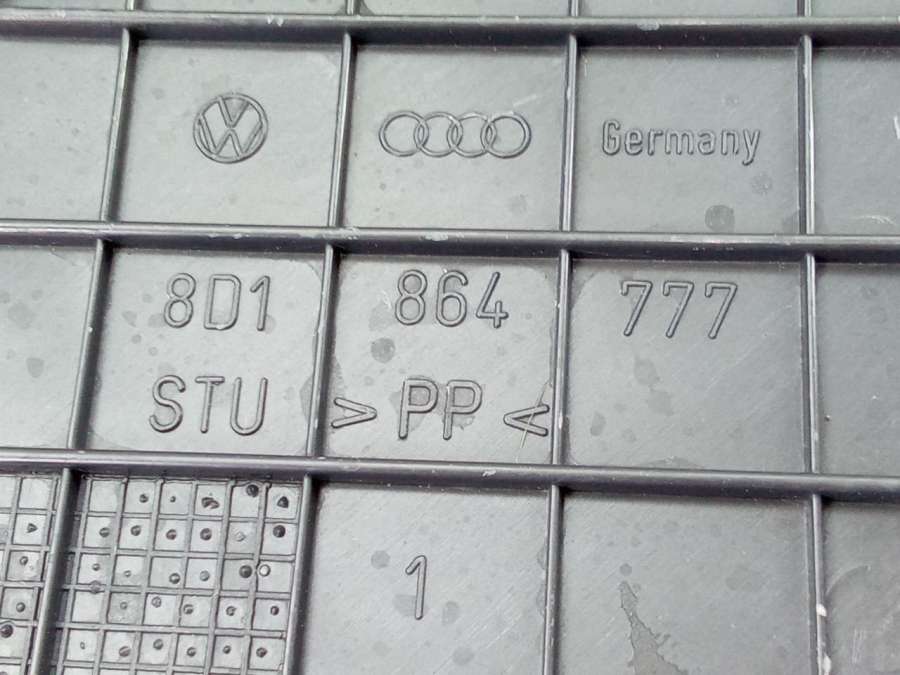 Germany
8D1 864 777
STU > PP <
1